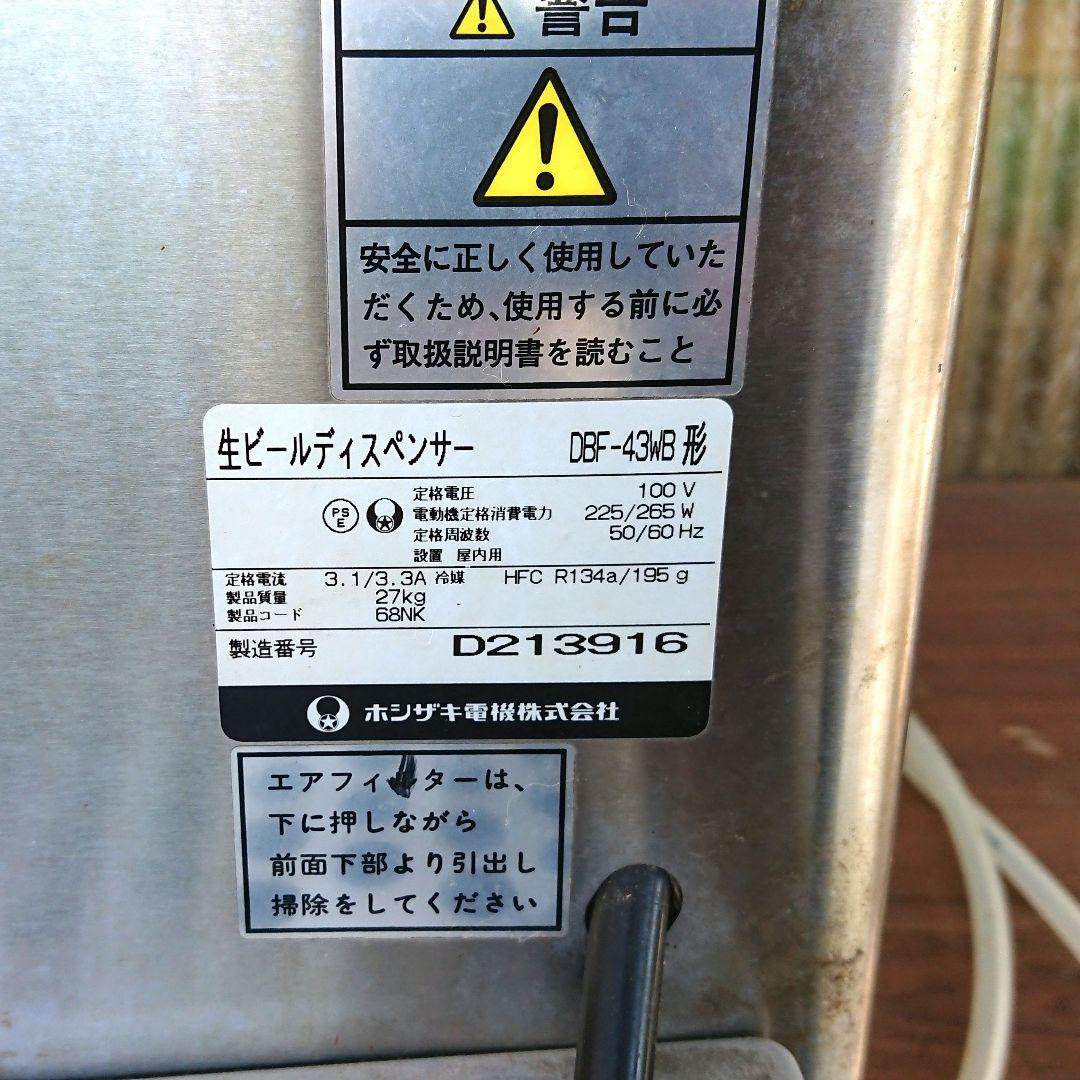 警告
安全に正しく使用していた
だくため、使用する前に必
ず取扱説明書を読むこと
生ビールディスペンサー DBF-43WB 形
PS E
定格電圧 100 V
電動機定格消費電力 225/265 W
定格周波数 50/60 Hz
設置 屋内用
定格電流 3.1/3.3A 冷媒 HFC R134a/195 g
製品質量 27kg
製品コード 68NK
製造番号 D213916
ホシザキ電機株式会社
エアフィルターは、
下に押しながら
前面下部より引出し
掃除をしてください